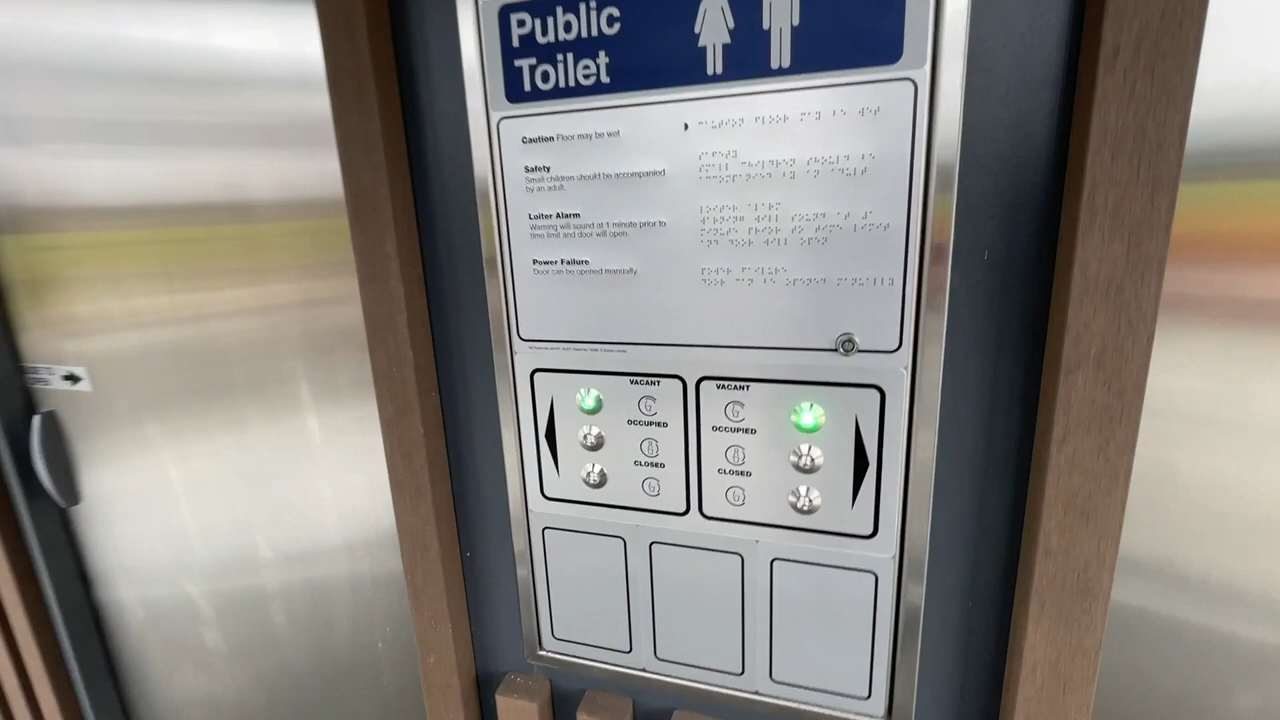 Public
Toilet
Caution Floor may be wet
Safety
Small children should be accompanied
by an adult.
Loiter Alarm
Warning will sound at 1 minute prior to
time limit and door will open.
Power Failure
Door can be opened manually.
VACANT
OCCUPIED
CLOSED
VACANT
OCCUPIED
CLOSED